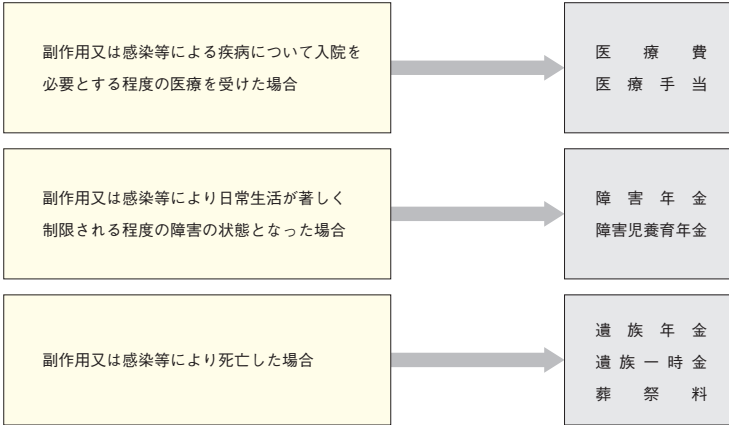 副作用又は感染等による疾病について入院を
必要とする程度の医療を受けた場合
医療費
医療手当
副作用又は感染等により日常生活が著しく
制限される程度の障害の状態となった場合
障害年金
障害児養育年金
副作用又は感染等により死亡した場合
遺族年金
遺族一時金
葬祭料